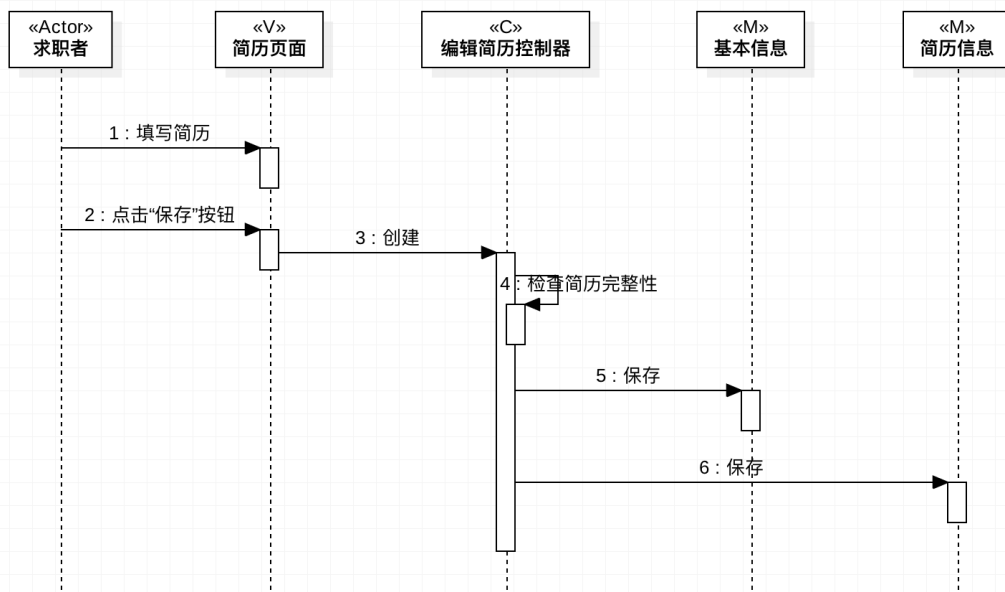 «Actor»
求职者
«V»
简历页面
«C»
编辑简历控制器
«M»
基本信息
«M»
简历信息
1 : 填写简历
2 : 点击“保存”按钮
3 : 创建
4 : 检查简历完整性
5 : 保存
6 : 保存